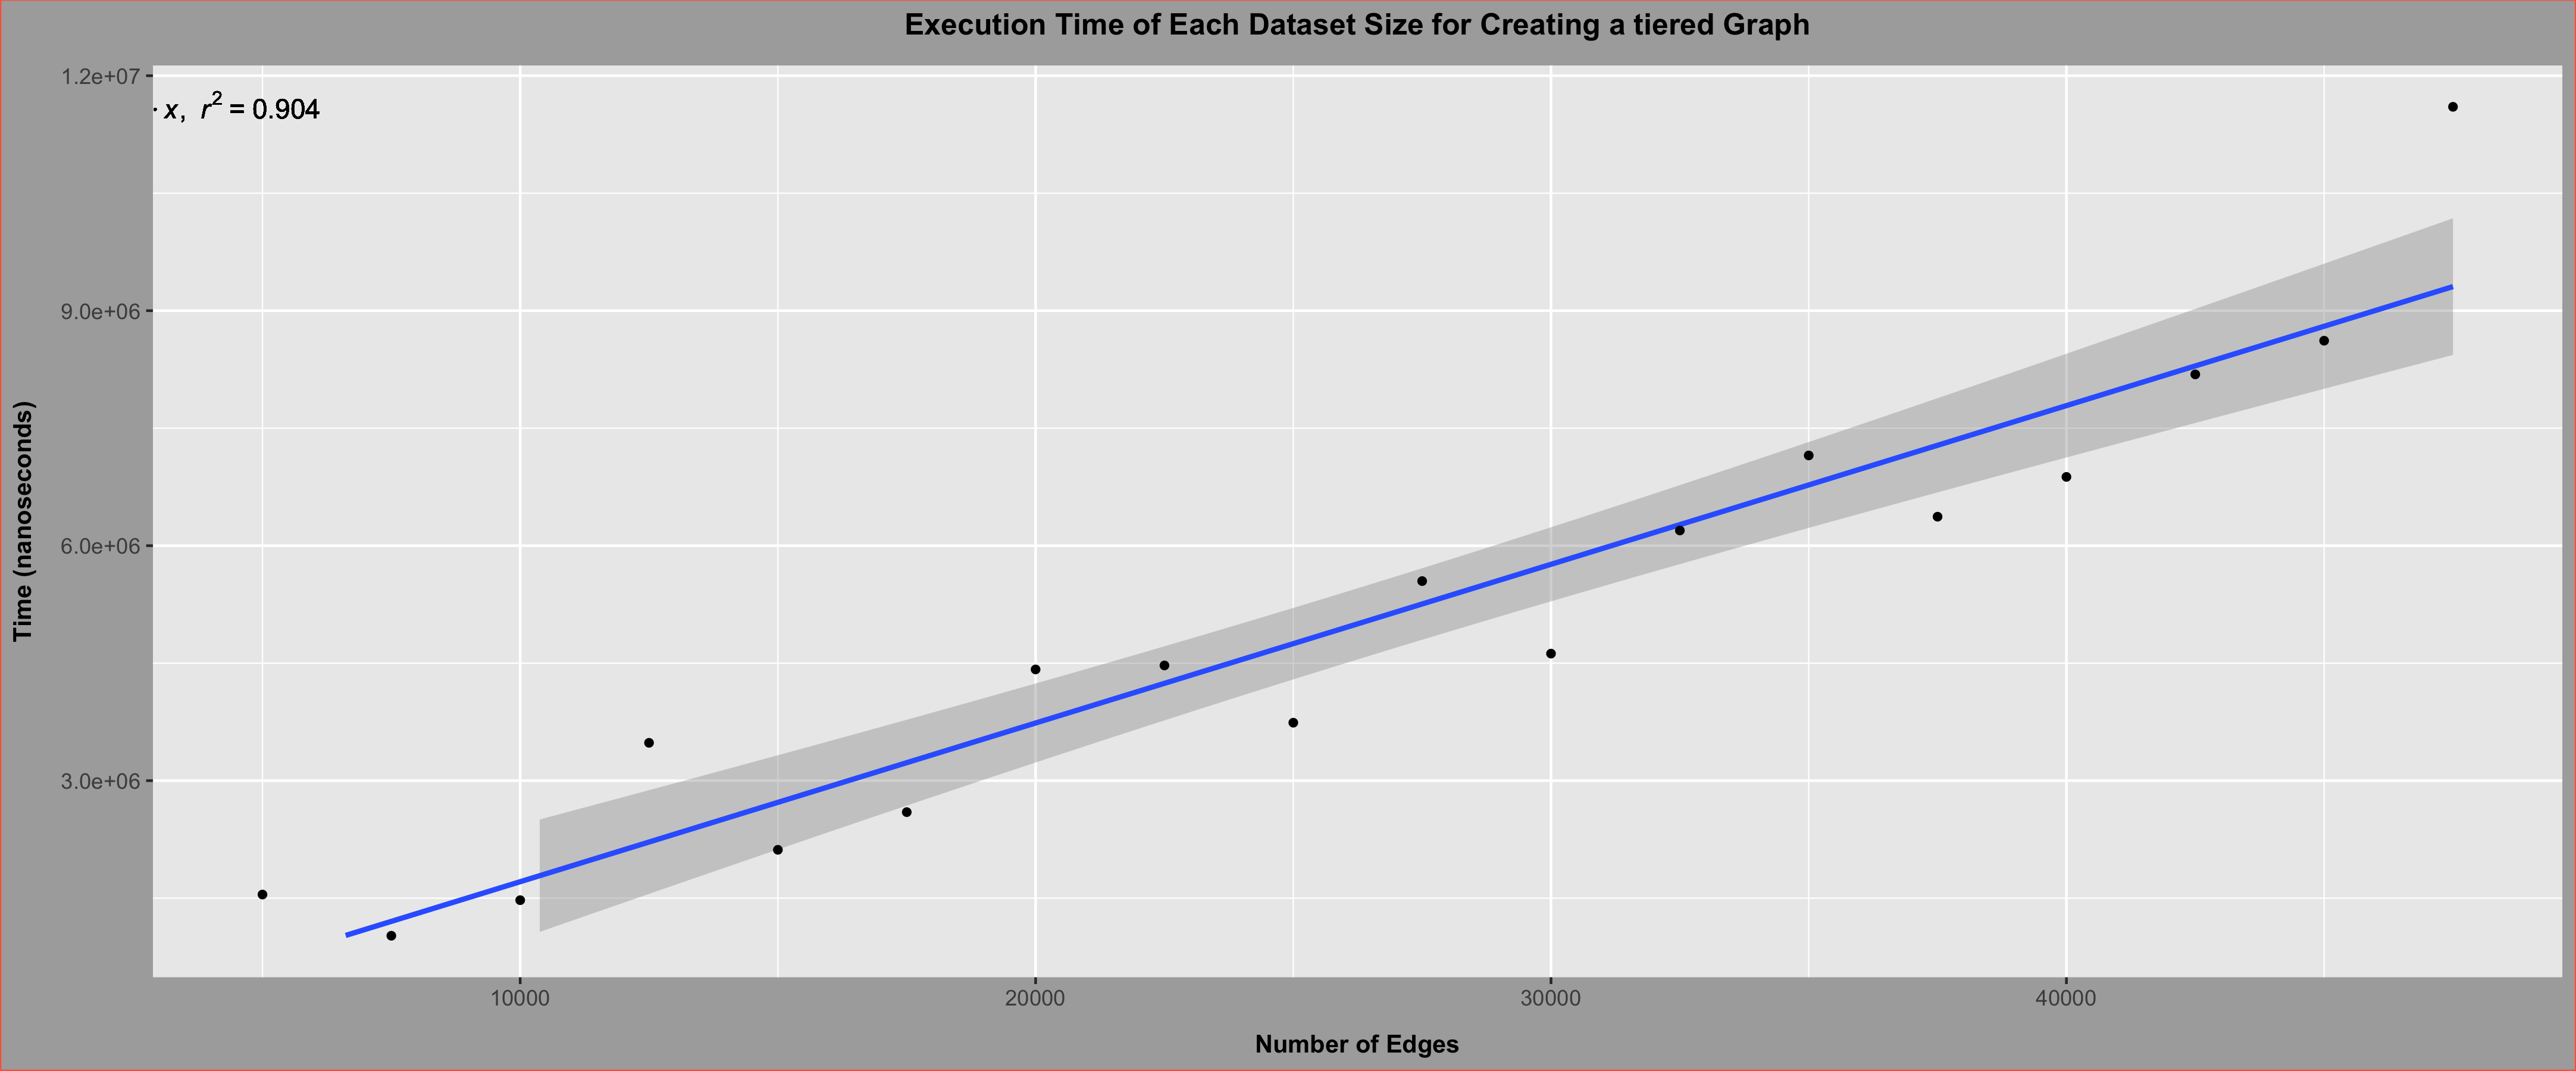 Execution Time of Each Dataset Size for Creating a tiered Graph
1.2e+07
· x, r² = 0.904
9.0e+06
6.0e+06
3.0e+06
Time (nanoseconds)
10000 20000 30000 40000
Number of Edges